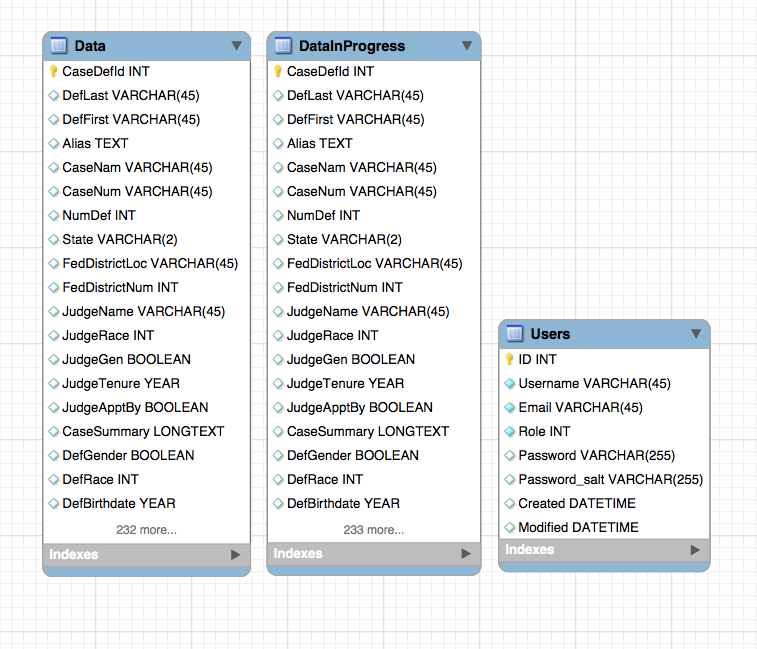 Data
CaseDefId INT
DefLast VARCHAR(45)
DefFirst VARCHAR(45)
Alias TEXT
CaseNam VARCHAR(45)
CaseNum VARCHAR(45)
NumDef INT
State VARCHAR(2)
FedDistrictLoc VARCHAR(45)
FedDistrictNum INT
JudgeName VARCHAR(45)
JudgeRace INT
JudgeGen BOOLEAN
JudgeTenure YEAR
JudgeApptBy BOOLEAN
CaseSummary LONGTEXT
DefGender BOOLEAN
DefRace INT
DefBirthdate YEAR
232 more...
Indexes
DataInProgress
CaseDefId INT
DefLast VARCHAR(45)
DefFirst VARCHAR(45)
Alias TEXT
CaseNam VARCHAR(45)
CaseNum VARCHAR(45)
NumDef INT
State VARCHAR(2)
FedDistrictLoc VARCHAR(45)
FedDistrictNum INT
JudgeName VARCHAR(45)
JudgeRace INT
JudgeGen BOOLEAN
JudgeTenure YEAR
JudgeApptBy BOOLEAN
CaseSummary LONGTEXT
DefGender BOOLEAN
DefRace INT
DefBirthdate YEAR
233 more...
Indexes
Users
ID INT
Username VARCHAR(45)
Email VARCHAR(45)
Role INT
Password VARCHAR(255)
Password_salt VARCHAR(255)
Created DATETIME
Modified DATETIME
Indexes